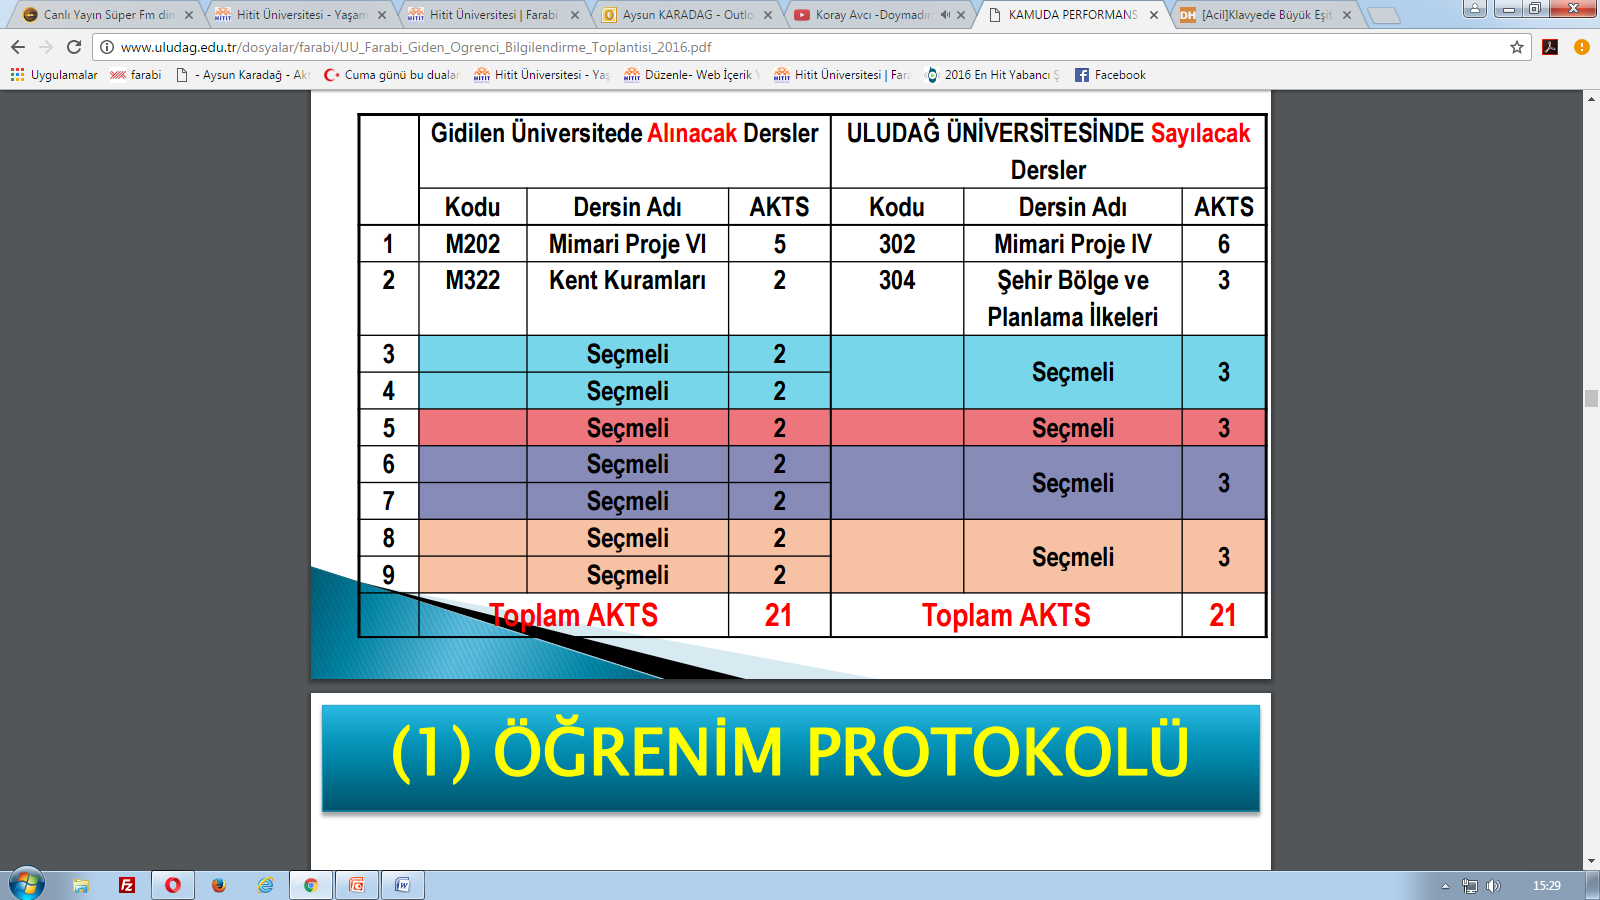 Canlı Yayın Süper Fm din
Hitit Üniversitesi - Yaşam
Hitit Üniversitesi | Farabi
Aysun KARADAG - Outlo
Koray Avcı -Doymadın
KAMUDA PERFORMANS
[Acil]Klavyede Büyük Eşit
www.uludag.edu.tr/dosyalar/farabi/UU_Farabi_Giden_Ogrenci_Bilgilendirme_Toplantisi_2016.pdf
Uygulamalar farabi - Aysun Karadağ - Akt Cuma günü bu dualar Hitit Üniversitesi - Yaş Düzenle- Web İçerik Y Hitit Üniversitesi | Fara 2016 En Hit Yabancı Ş Facebook
Gidilen Üniversitede Alınacak Dersler
ULUDAĞ ÜNİVERSİTESİNDE Sayılacak
Dersler
Kodu Dersin Adı AKTS Kodu Dersin Adı AKTS
1 M202 Mimari Proje VI 5 302 Mimari Proje IV 6
2 M322 Kent Kuramları 2 304 Şehir Bölge ve 3
Planlama İlkeleri
3 Seçmeli 2
Seçmeli 3
4 Seçmeli 2
5 Seçmeli 2 Seçmeli 3
6 Seçmeli 2
Seçmeli 3
7 Seçmeli 2
8 Seçmeli 2
Seçmeli 3
9 Seçmeli 2
Toplam AKTS 21 Toplam AKTS 21
(1) ÖĞRENİM PROTOKOLÜ
15:29